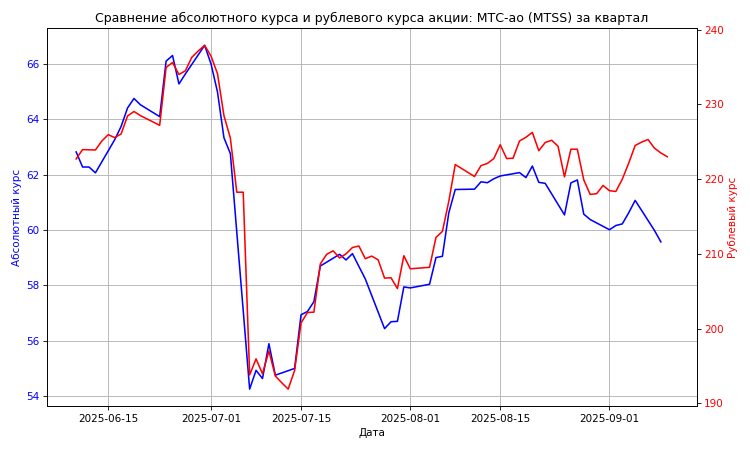 Сравнение абсолютного курса и рублевого курса акции: МТС-ао (MTSS) за квартал
240
66
230
64
62
220
Абсолютный курс
Рублевый курс
60
210
58
200
56
54
190
2025-06-15 2025-07-01 2025-07-15 2025-08-01 2025-08-15 2025-09-01
Дата